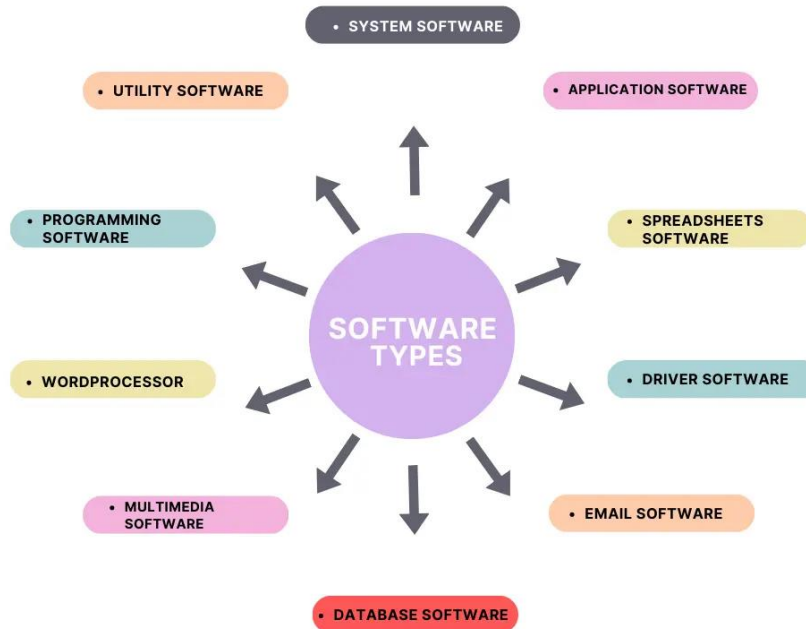 • SYSTEM SOFTWARE
• UTILITY SOFTWARE
• APPLICATION SOFTWARE
• PROGRAMMING
SOFTWARE
• SPREADSHEETS
SOFTWARE
SOFTWARE
TYPES
• WORDPROCESSOR
• DRIVER SOFTWARE
• MULTIMEDIA
SOFTWARE
• EMAIL SOFTWARE
• DATABASE SOFTWARE